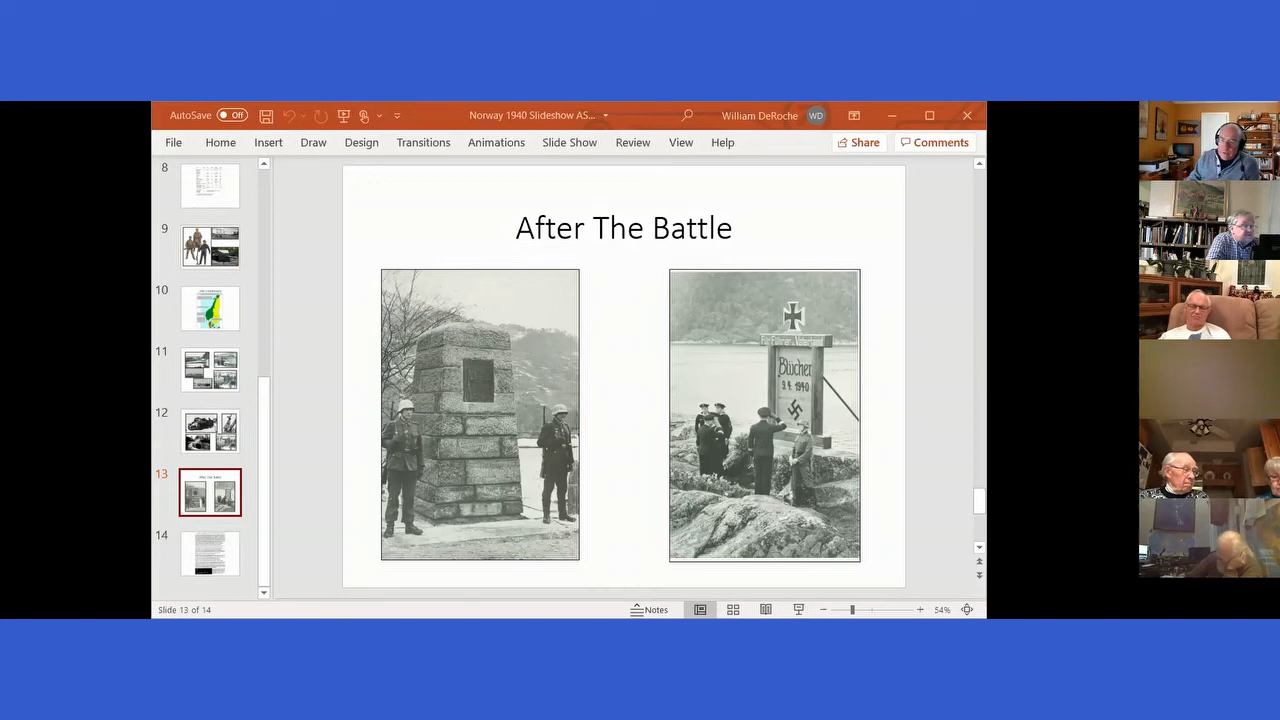 AutoSave Off Norway 1940 Slideshow AS... William DeRoche WD
File Home Insert Draw Design Transitions Animations Slide Show Review View Help Share Comments
8
9
10
11
12
13
14
After The Battle
Blücher
9.4.1940
Slide 13 of 14 Notes 54%